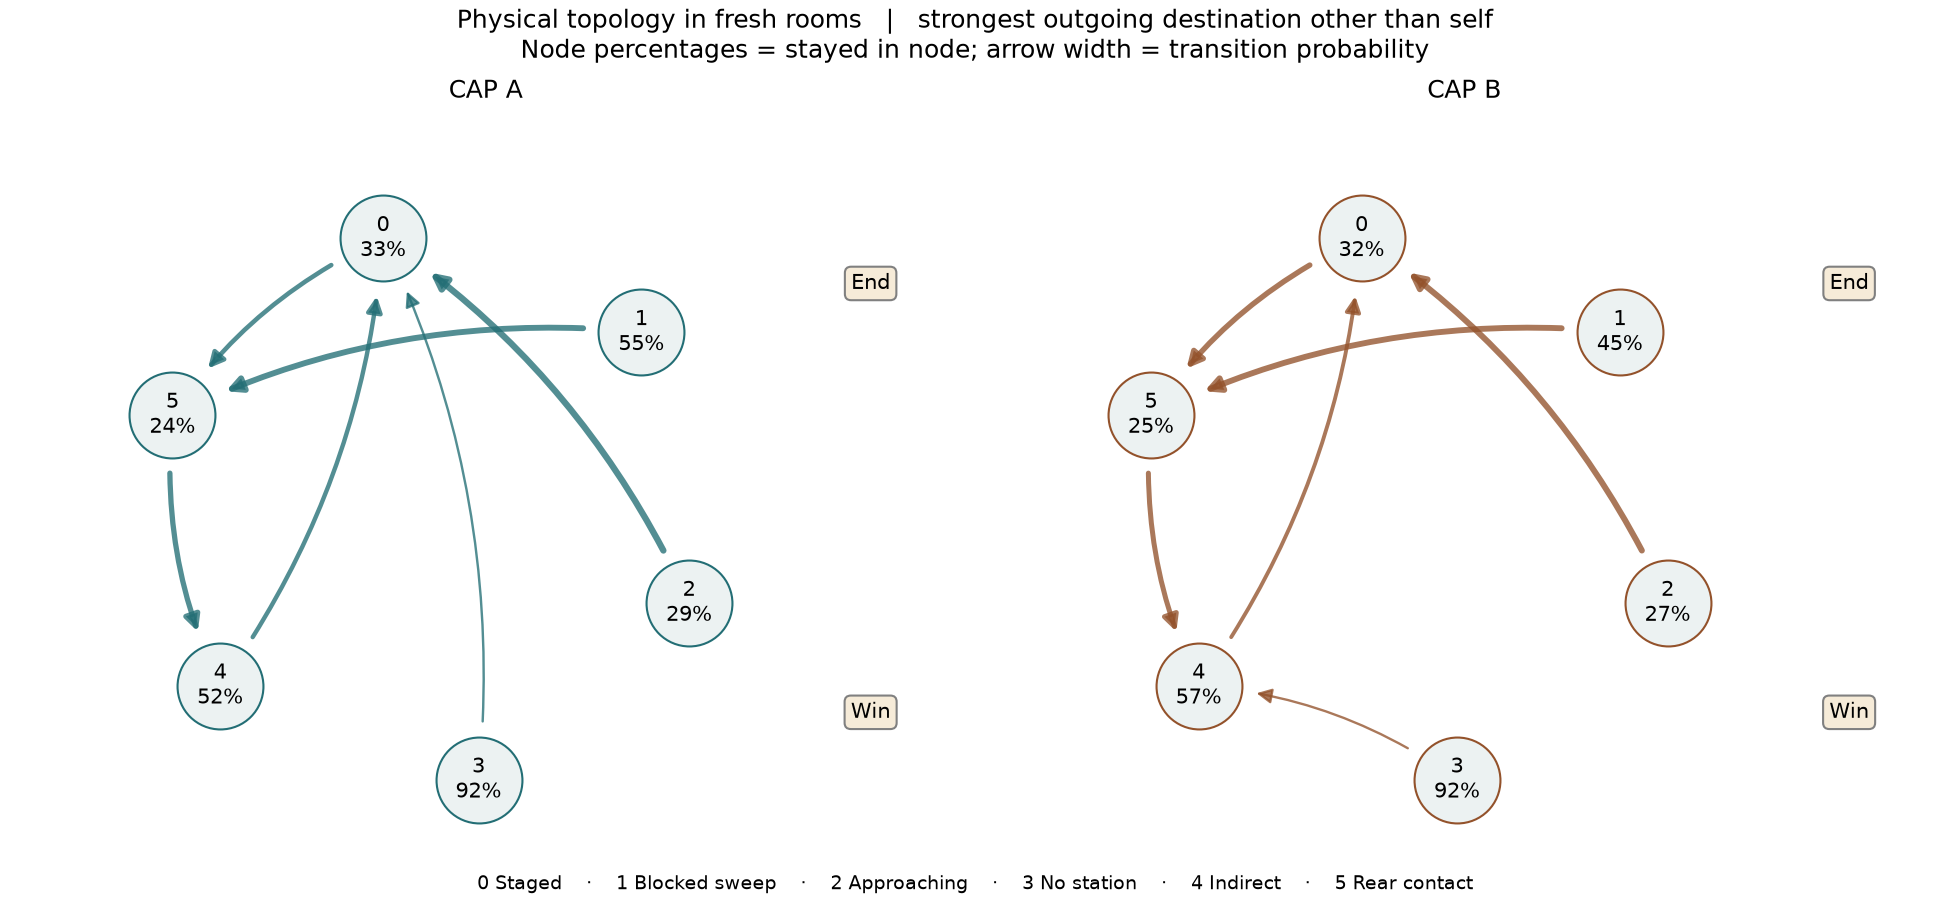 Physical topology in fresh rooms | strongest outgoing destination other than self
Node percentages = stayed in node; arrow width = transition probability
CAP A
0
33%
End
1
55%
5
24%
2
29%
4
52%
Win
3
92%
CAP B
0
32%
End
1
45%
5
25%
2
27%
4
57%
Win
3
92%
0 Staged · 1 Blocked sweep · 2 Approaching · 3 No station · 4 Indirect · 5 Rear contact